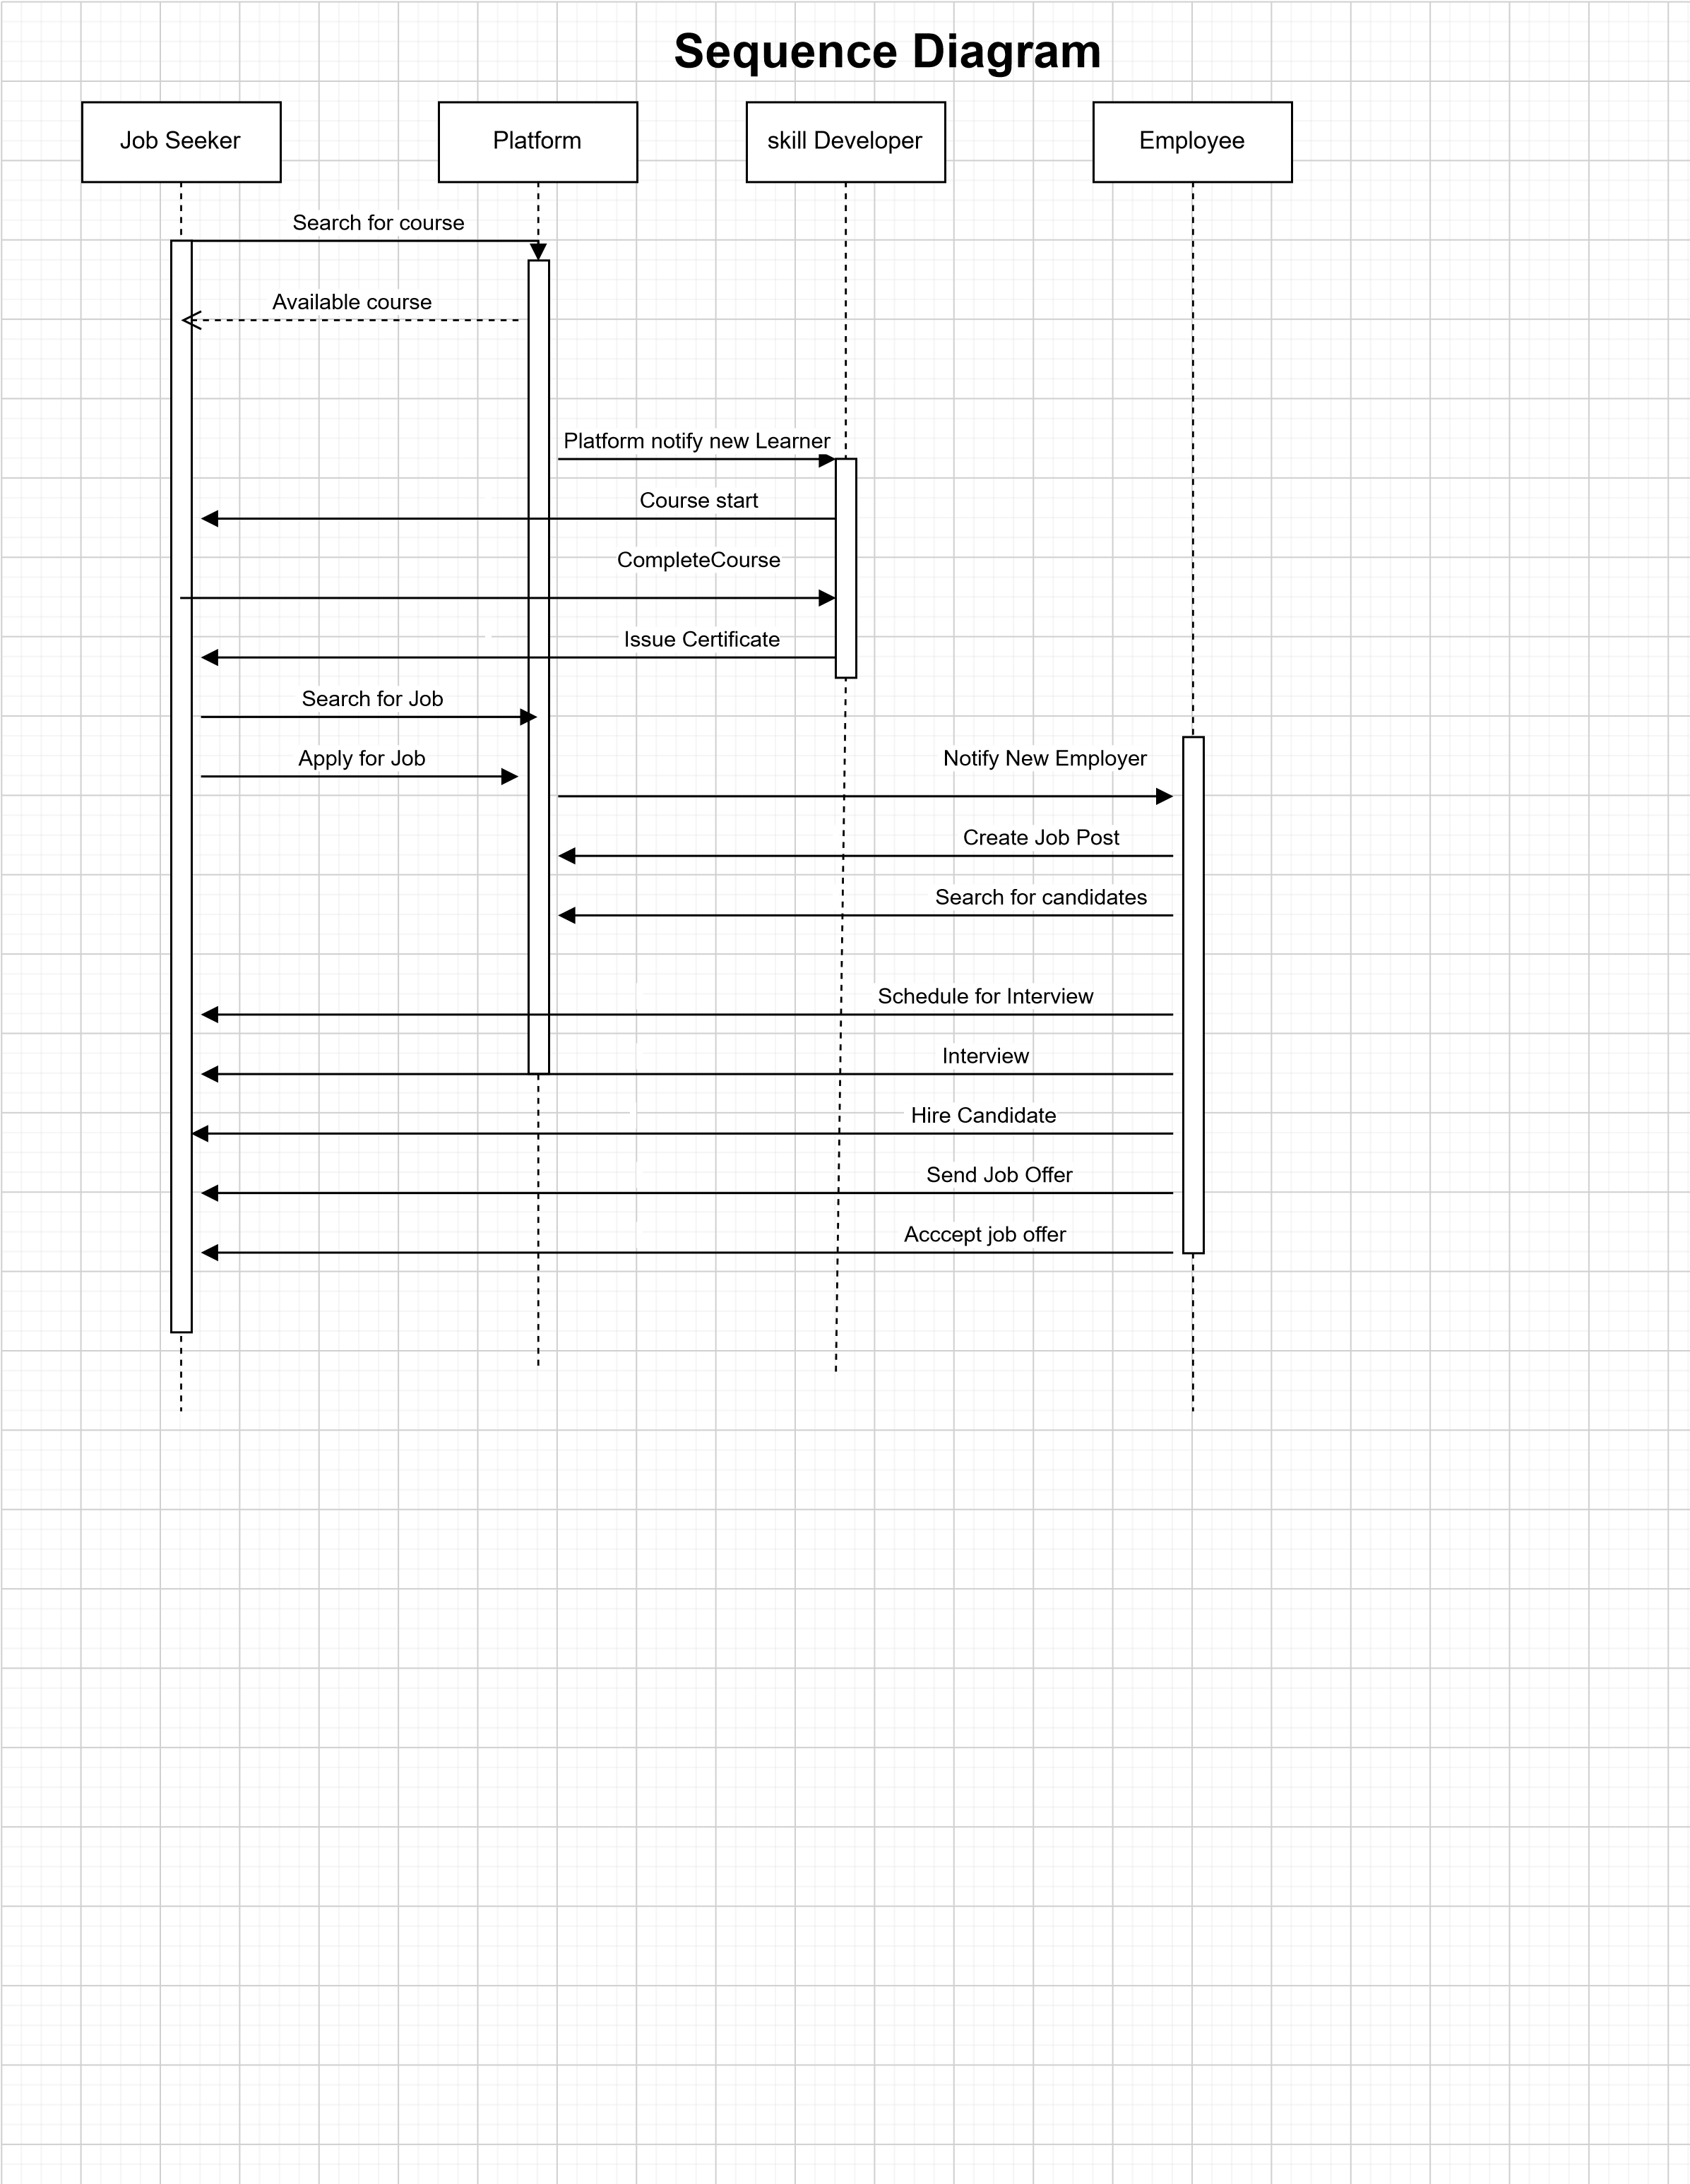 Sequence Diagram
Job Seeker
Platform
skill Developer
Employee
Search for course
Available course
Platform notify new Learner
Course start
CompleteCourse
Issue Certificate
Search for Job
Apply for Job
Notify New Employer
Create Job Post
Search for candidates
Schedule for Interview
Interview
Hire Candidate
Send Job Offer
Acccept job offer